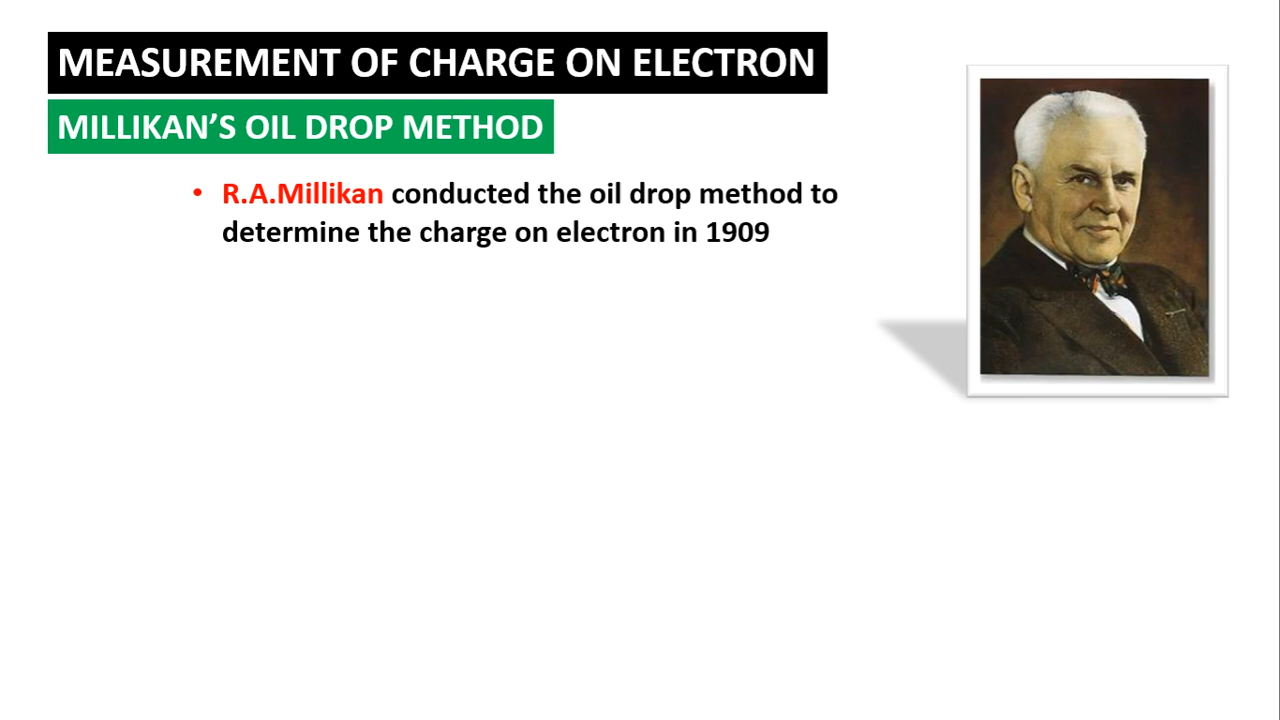 MEASUREMENT OF CHARGE ON ELECTRON
MILLIKAN’S OIL DROP METHOD
• R.A.Millikan conducted the oil drop method to
determine the charge on electron in 1909